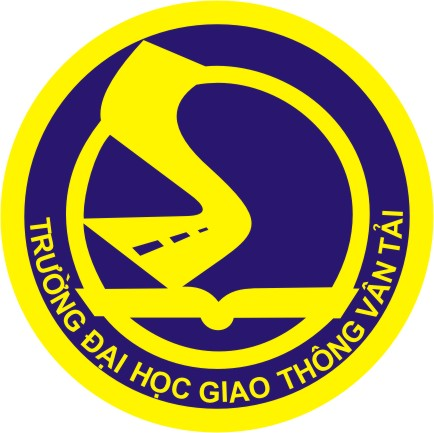 TRƯỜNG ĐẠI HỌC GIAO THÔNG VẬN TẢI